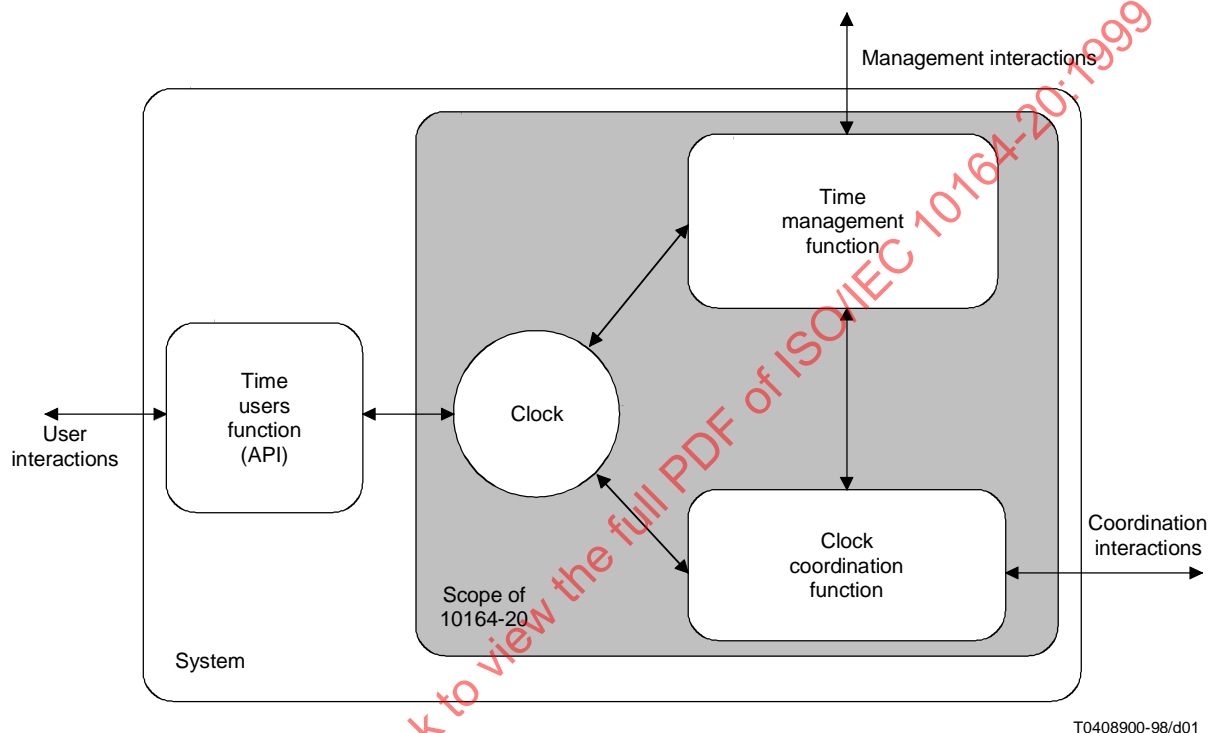 Management interactions
Time
management
function
Time
users
function
(API)
Clock
User
interactions
Clock
coordination
function
Coordination
interactions
Scope of
10164-20
System
T0408900-98/d01
k to view the full PDF of ISO/IEC 10164-20:1999